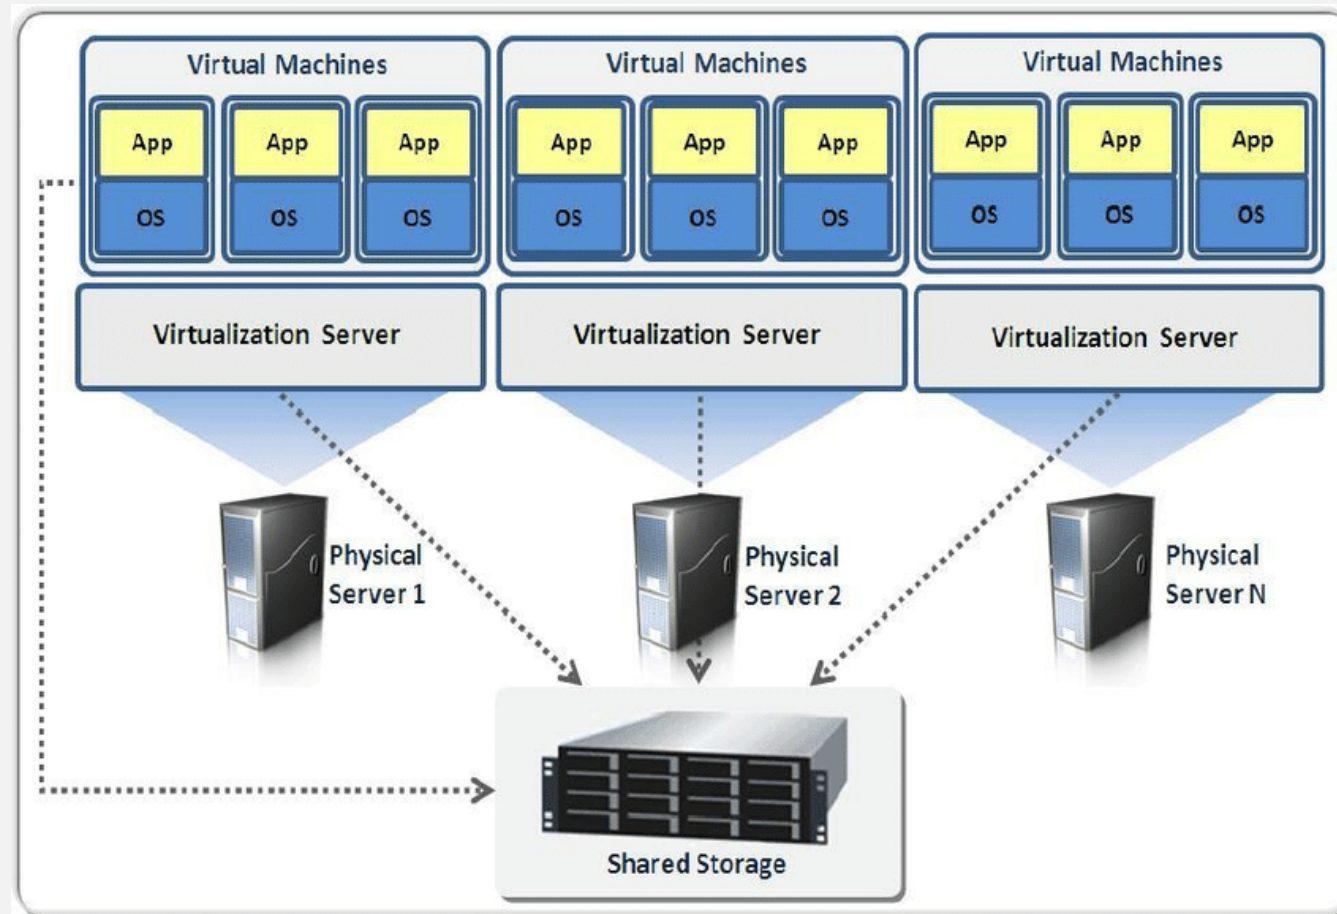 Virtual Machines
Virtual Machines
Virtual Machines
App
App
App
App
App
App
App
App
App
OS
OS
OS
OS
OS
OS
OS
OS
OS
Virtualization Server
Virtualization Server
Virtualization Server
Physical
Server 1
Physical
Server 2
Physical
Server N
Shared Storage